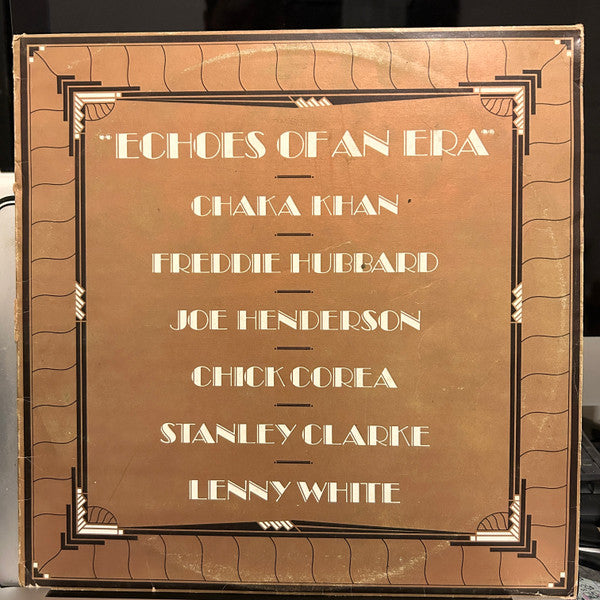 "ECHOES OF AN ERA"
CHAKA KHAN
FREDDIE HUBBARD
JOE HENDERSON
CHICK COREA
STANLEY CLARKE
LENNY WHITE